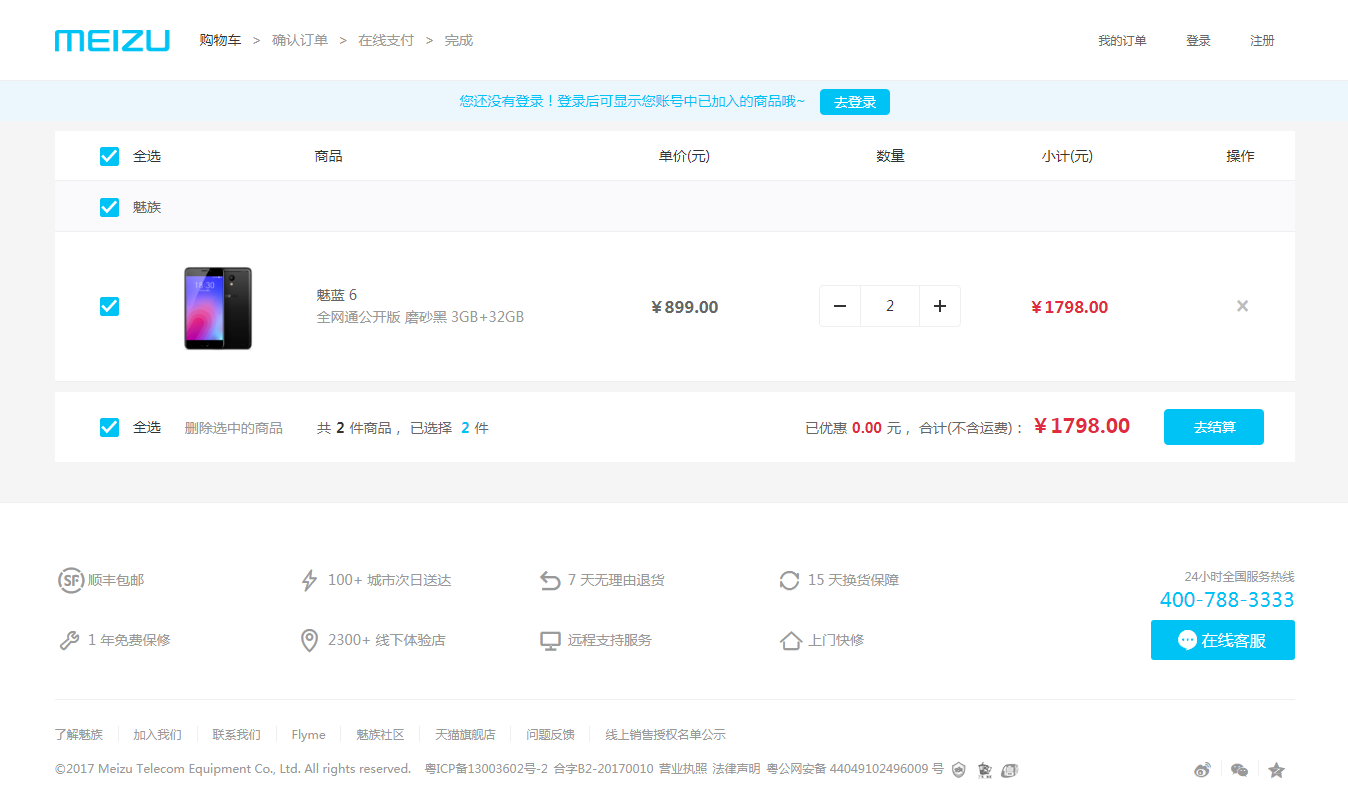 MEIZU 购物车 > 确认订单 > 在线支付 > 完成 我的订单 登录 注册
您还没有登录！登录后可显示您账号中已加入的商品哦~ 去登录
全选 商品 单价(元) 数量 小计(元) 操作
魅族
魅蓝 6
全网通公开版 磨砂黑 3GB+32GB
¥ 899.00 2 ¥ 1798.00
全选 删除选中的商品 共 2 件商品，已选择 2 件 已优惠 0.00 元，合计(不含运费)： ¥ 1798.00 去结算
SF 顺丰包邮 100+ 城市次日送达 7 天无理由退货 15 天换货保障
24小时全国服务热线
400-788-3333
1 年免费保修 2300+ 线下体验店 远程支持服务 上门快修 在线客服
了解魅族 加入我们 联系我们 Flyme 魅族社区 天猫旗舰店 问题反馈 线上销售授权名单公示
©2017 Meizu Telecom Equipment Co., Ltd. All rights reserved. 粤ICP备13003602号-2 合字B2-20170010 营业执照 法律声明 粤公网安备 44049102496009 号